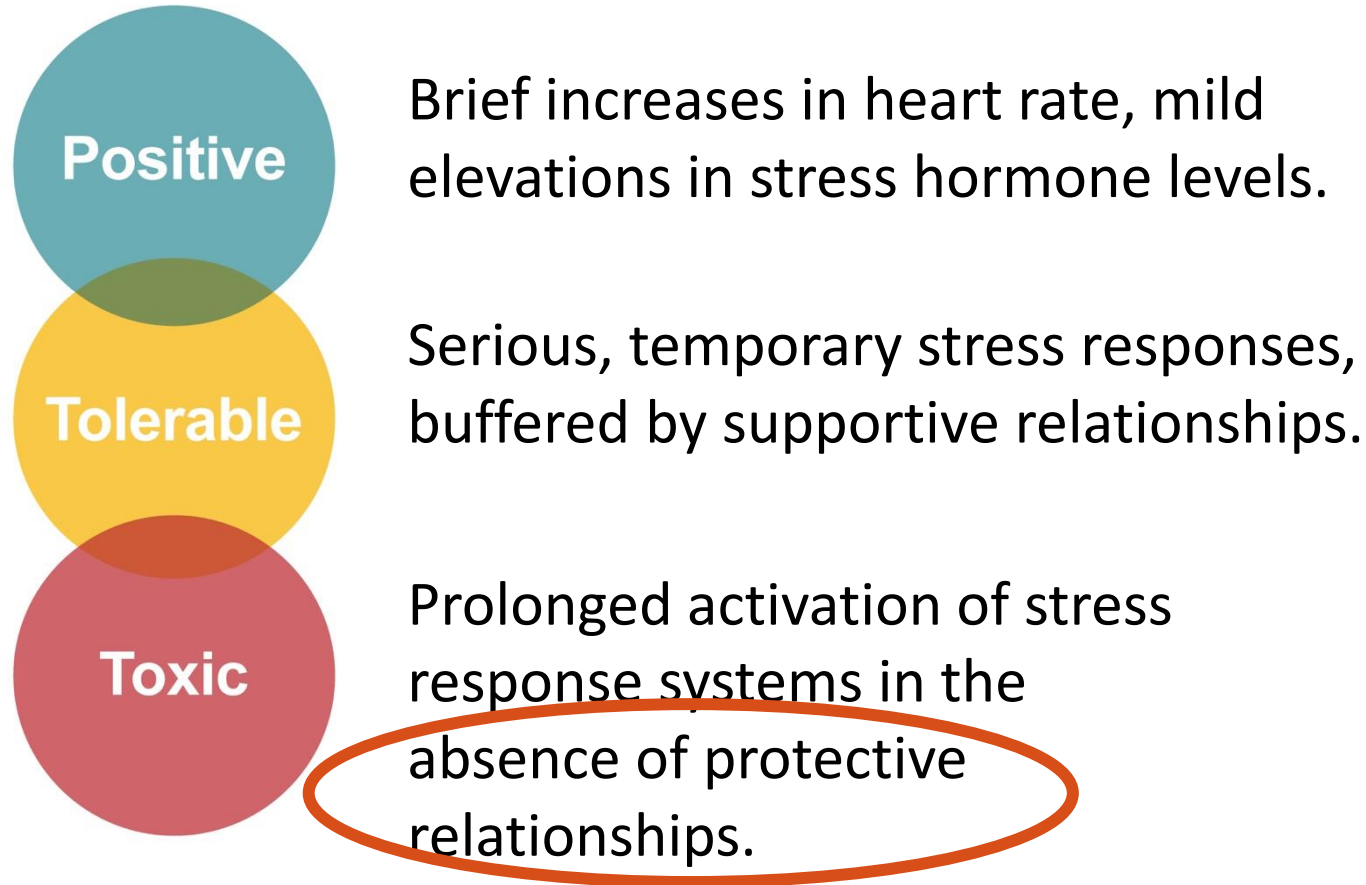 Positive
Brief increases in heart rate, mild
elevations in stress hormone levels.
Tolerable
Serious, temporary stress responses,
buffered by supportive relationships.
Toxic
Prolonged activation of stress
response systems in the
absence of protective
relationships.